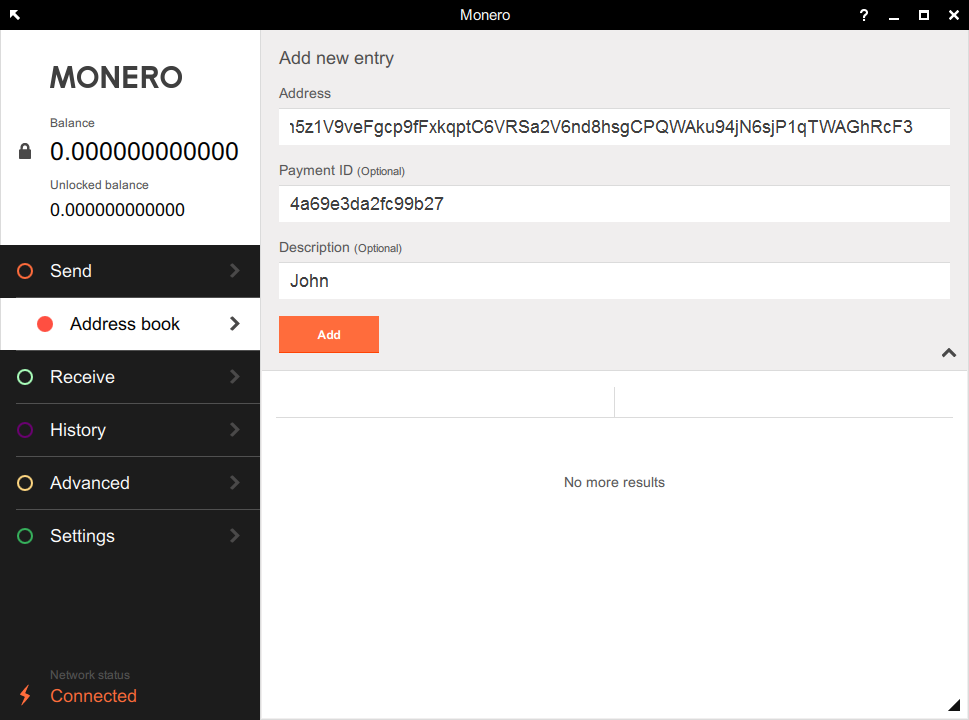 Monero
?
MONERO
Balance
0.000000000000
Unlocked balance
0.000000000000
Send
Address book
Receive
History
Advanced
Settings
Network status
Connected
Add new entry
Address
5z1V9veFgcp9fFxkqptC6VRSa2V6nd8hsgCPQWAku94jN6sjP1qTWAGhRcF3
Payment ID (Optional)
4a69e3da2fc99b27
Description (Optional)
John
Add
No more results